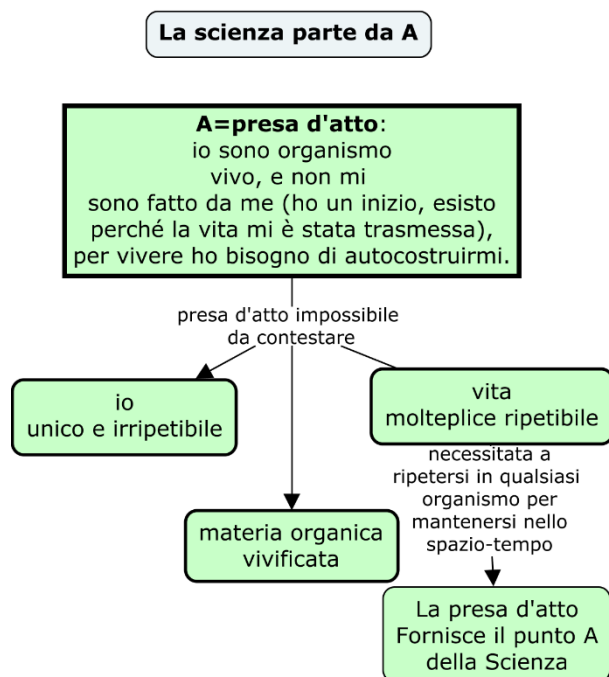 La scienza parte da A
A=presa d'atto:
io sono organismo
vivo, e non mi
sono fatto da me (ho un inizio, esisto
perché la vita mi è stata trasmessa),
per vivere ho bisogno di autocostruirmi.
presa d'atto impossibile
da contestare
io
unico e irripetibile
vita
molteplice ripetibile
necessitata a
ripetersi in qualsiasi
organismo per
mantenersi nello
spazio-tempo
materia organica
vivificata
La presa d'atto
Fornisce il punto A
della Scienza